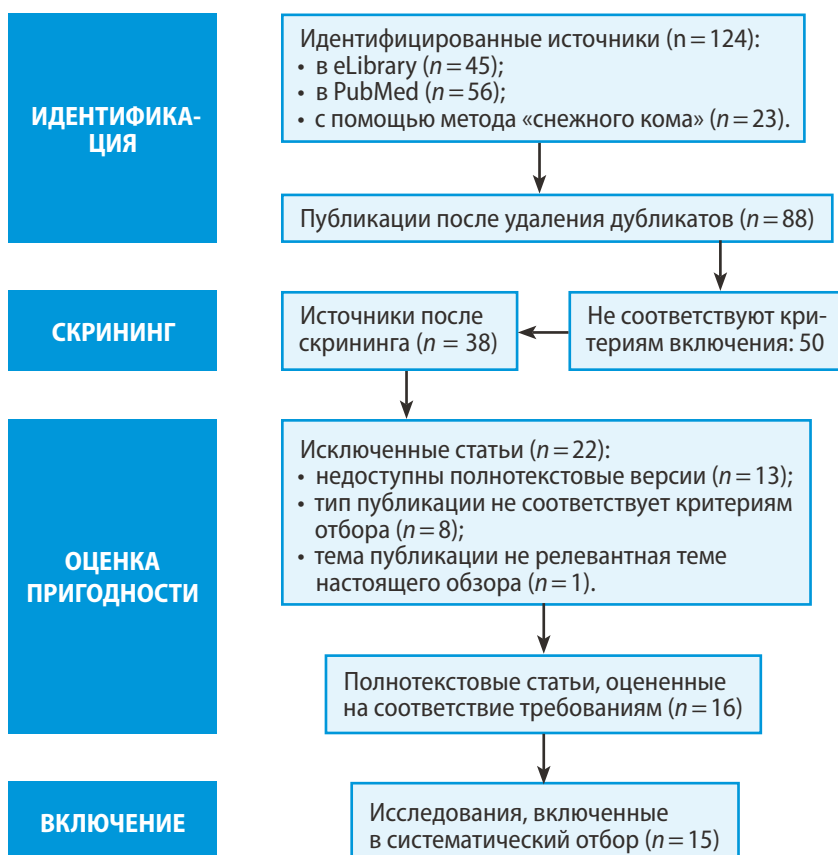 ИДЕНТИФИКА-
ЦИЯ
Идентифицированные источники (n = 124):
• в eLibrary (n = 45);
• в PubMed (n = 56);
• с помощью метода «снежного кома» (n = 23).
Публикации после удаления дубликатов (n = 88)
СКРИНИНГ
Источники после
скрининга (n = 38)
Не соответствуют кри-
териям включения: 50
ОЦЕНКА
ПРИГОДНОСТИ
Исключенные статьи (n = 22):
• недоступны полнотекстовые версии (n = 13);
• тип публикации не соответствует критериям
отбора (n = 8);
• тема публикации не релевантная теме
настоящего обзора (n = 1).
Полнотекстовые статьи, оцененные
на соответствие требованиям (n = 16)
ВКЛЮЧЕНИЕ
Исследования, включенные
в систематический отбор (n = 15)